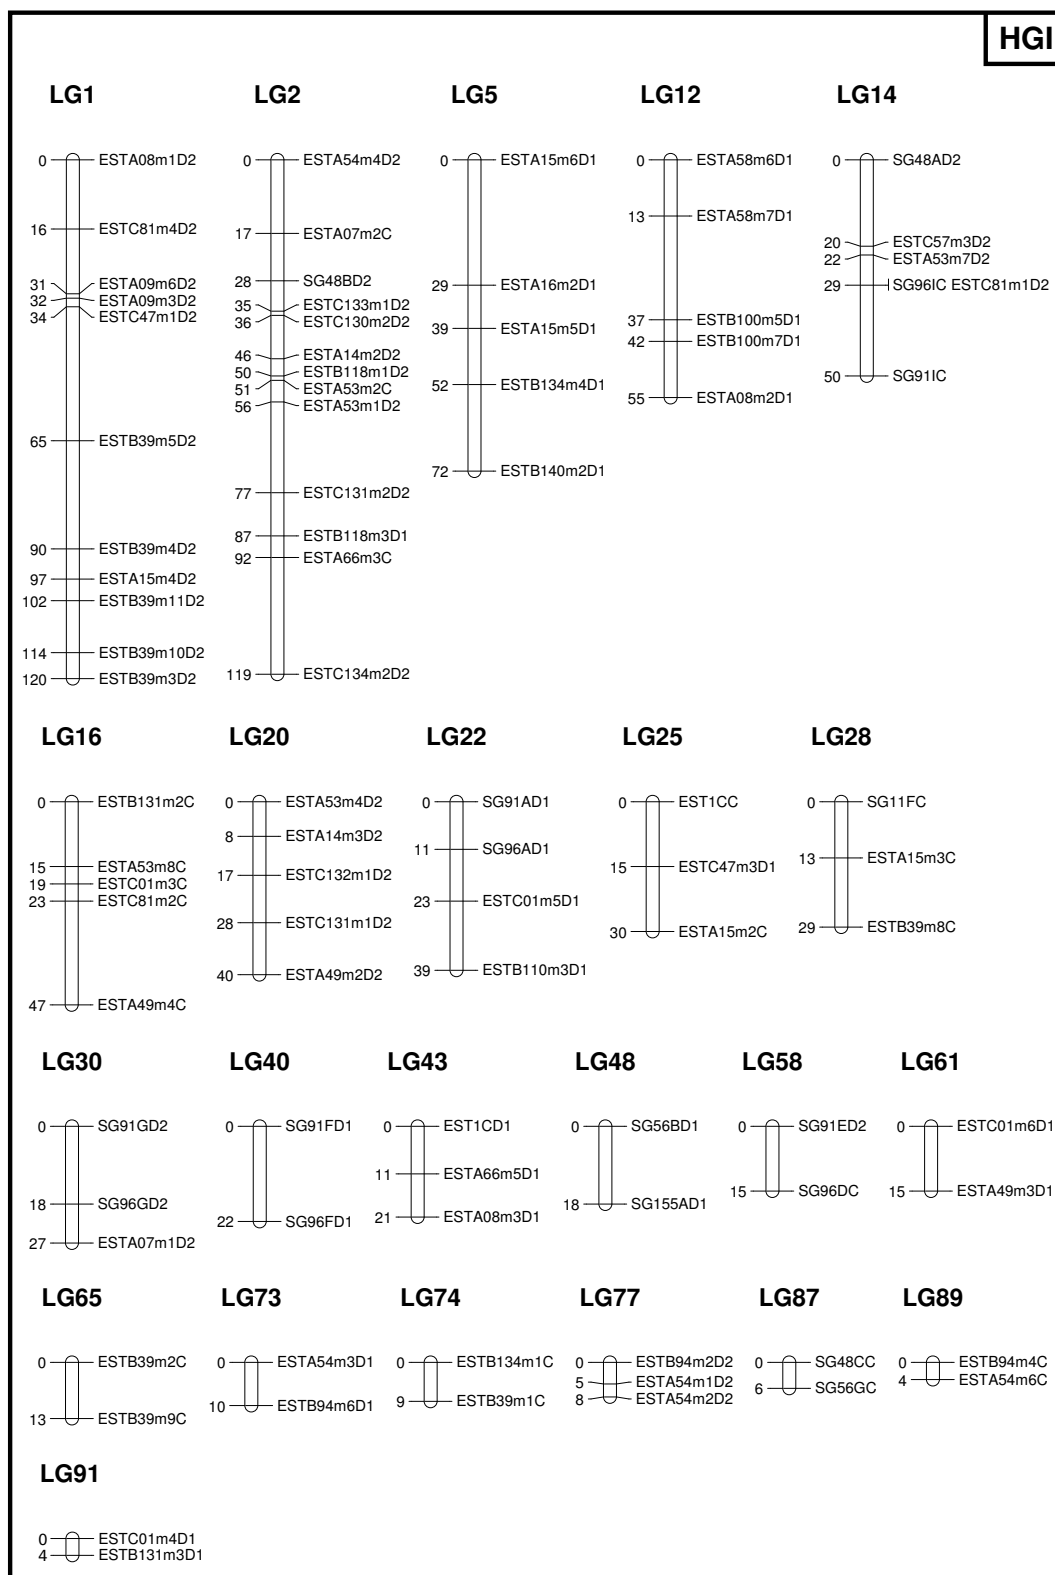 HGI
LG1
LG2
LG5
LG12
LG14
0 ESTA08m1D2
16 ESTC81m4D2
31 ESTA09m6D2
32 ESTA09m3D2
34 ESTC47m1D2
65 ESTB39m5D2
90 ESTB39m4D2
97 ESTA15m4D2
102 ESTB39m11D2
114 ESTB39m10D2
120 ESTB39m3D2
0 ESTA54m4D2
17 ESTA07m2C
28 SG48BD2
35 ESTC133m1D2
36 ESTC130m2D2
46 ESTA14m2D2
50 ESTB118m1D2
51 ESTA53m2C
56 ESTA53m1D2
77 ESTC131m2D2
87 ESTB118m3D1
92 ESTA66m3C
119 ESTC134m2D2
0 ESTA15m6D1
29 ESTA16m2D1
39 ESTA15m5D1
52 ESTB134m4D1
72 ESTB140m2D1
0 ESTA58m6D1
13 ESTA58m7D1
37 ESTB100m5D1
42 ESTB100m7D1
55 ESTA08m2D1
0 SG48AD2
20 ESTC57m3D2
22 ESTA53m7D2
29 SG96IC ESTC81m1D2
50 SG91IC
LG16
LG20
LG22
LG25
LG28
0 ESTB131m2C
15 ESTA53m8C
19 ESTC01m3C
23 ESTC81m2C
47 ESTA49m4C
0 ESTA53m4D2
8 ESTA14m3D2
17 ESTC132m1D2
28 ESTC131m1D2
40 ESTA49m2D2
0 SG91AD1
11 SG96AD1
23 ESTC01m5D1
39 ESTB110m3D1
0 EST1CC
15 ESTC47m3D1
30 ESTA15m2C
0 SG11FC
13 ESTA15m3C
29 ESTB39m8C
LG30
LG40
LG43
LG48
LG58
LG61
0 SG91GD2
18 SG96GD2
27 ESTA07m1D2
0 SG91FD1
22 SG96FD1
0 EST1CD1
11 ESTA66m5D1
21 ESTA08m3D1
0 SG56BD1
18 SG155AD1
0 SG91ED2
15 SG96DC
0 ESTC01m6D1
15 ESTA49m3D1
LG65
LG73
LG74
LG77
LG87
LG89
0 ESTB39m2C
13 ESTB39m9C
0 ESTA54m3D1
10 ESTB94m6D1
0 ESTB134m1C
9 ESTB39m1C
0 ESTB94m2D2
5 ESTA54m1D2
8 ESTA54m2D2
0 SG48CC
6 SG56GC
0 ESTB94m4C
4 ESTA54m6C
LG91
0 ESTC01m4D1
4 ESTB131m3D1